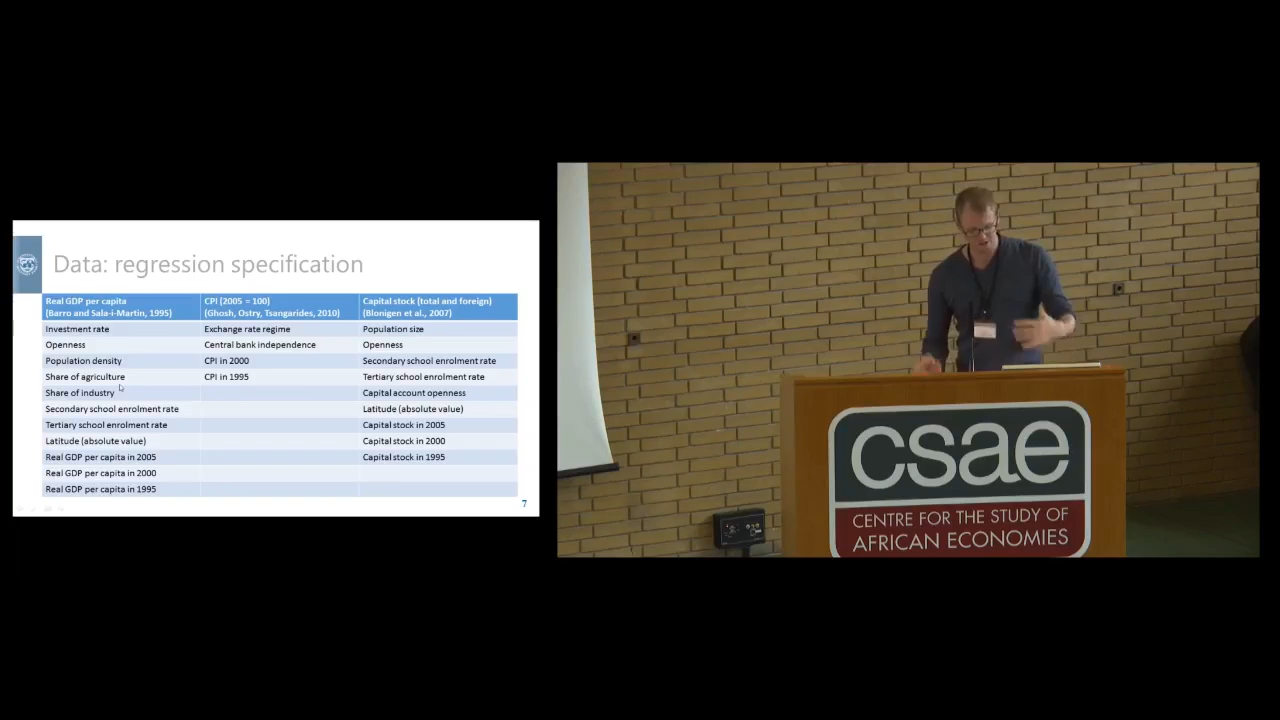 Data: regression specification
Real GDP per capita
(Barro and Sala-i-Martin, 1995)
CPI (2005 = 100)
(Ghosh, Ostry, Tsangarides, 2010)
Capital stock (total and foreign)
(Blonigen et al., 2007)
Investment rate
Exchange rate regime
Population size
Openness
Central bank independence
Openness
Population density
CPI in 2000
Secondary school enrolment rate
Share of agriculture
CPI in 1995
Tertiary school enrolment rate
Share of industry
Capital account openness
Secondary school enrolment rate
Latitude (absolute value)
Tertiary school enrolment rate
Capital stock in 2005
Latitude (absolute value)
Capital stock in 2000
Real GDP per capita in 2005
Capital stock in 1995
Real GDP per capita in 2000
Real GDP per capita in 1995
7
csae
CENTRE FOR THE STUDY OF
AFRICAN ECONOMIES